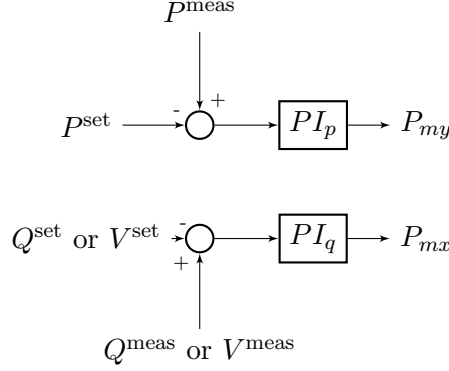 P^meas
- +
P^set PI_p P_my
-
Q^set or V^set PI_q P_mx
+
Q^meas or V^meas